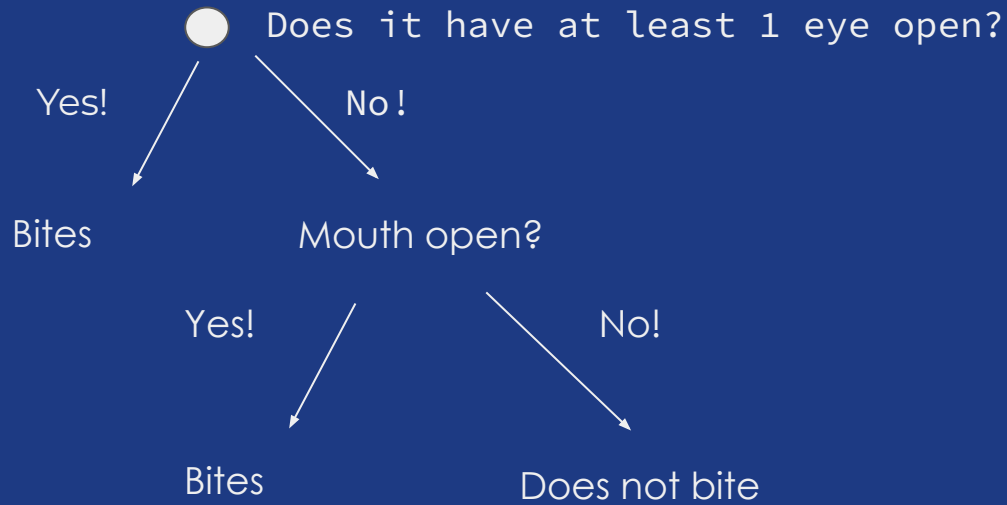 Does it have at least 1 eye open?
Yes!
No!
Bites
Mouth open?
Yes!
No!
Bites
Does not bite